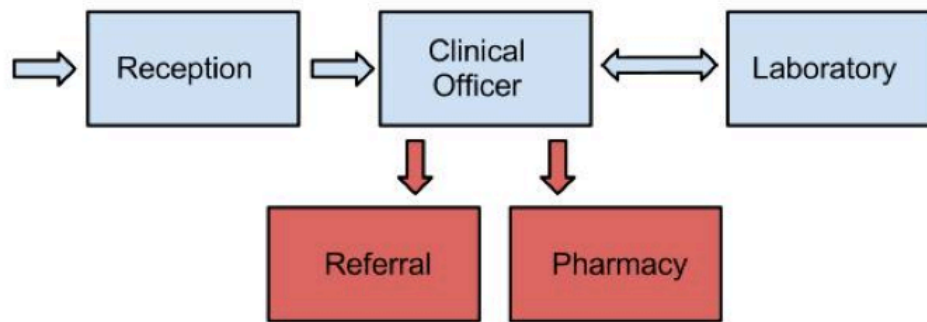 Reception
Clinical
Officer
Laboratory
Referral
Pharmacy